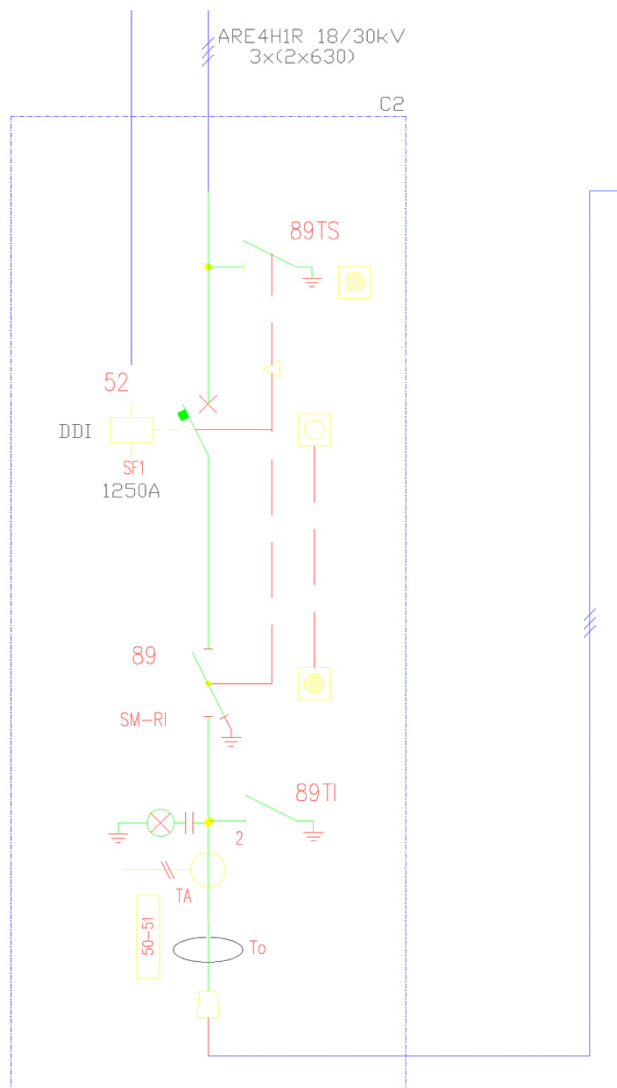 ARE4H1R 18/30kV
3x(2x630)
C2
89TS
52
DDI
SF1
1250A
89
SM-RI
89TI
2
TA
50-51
To